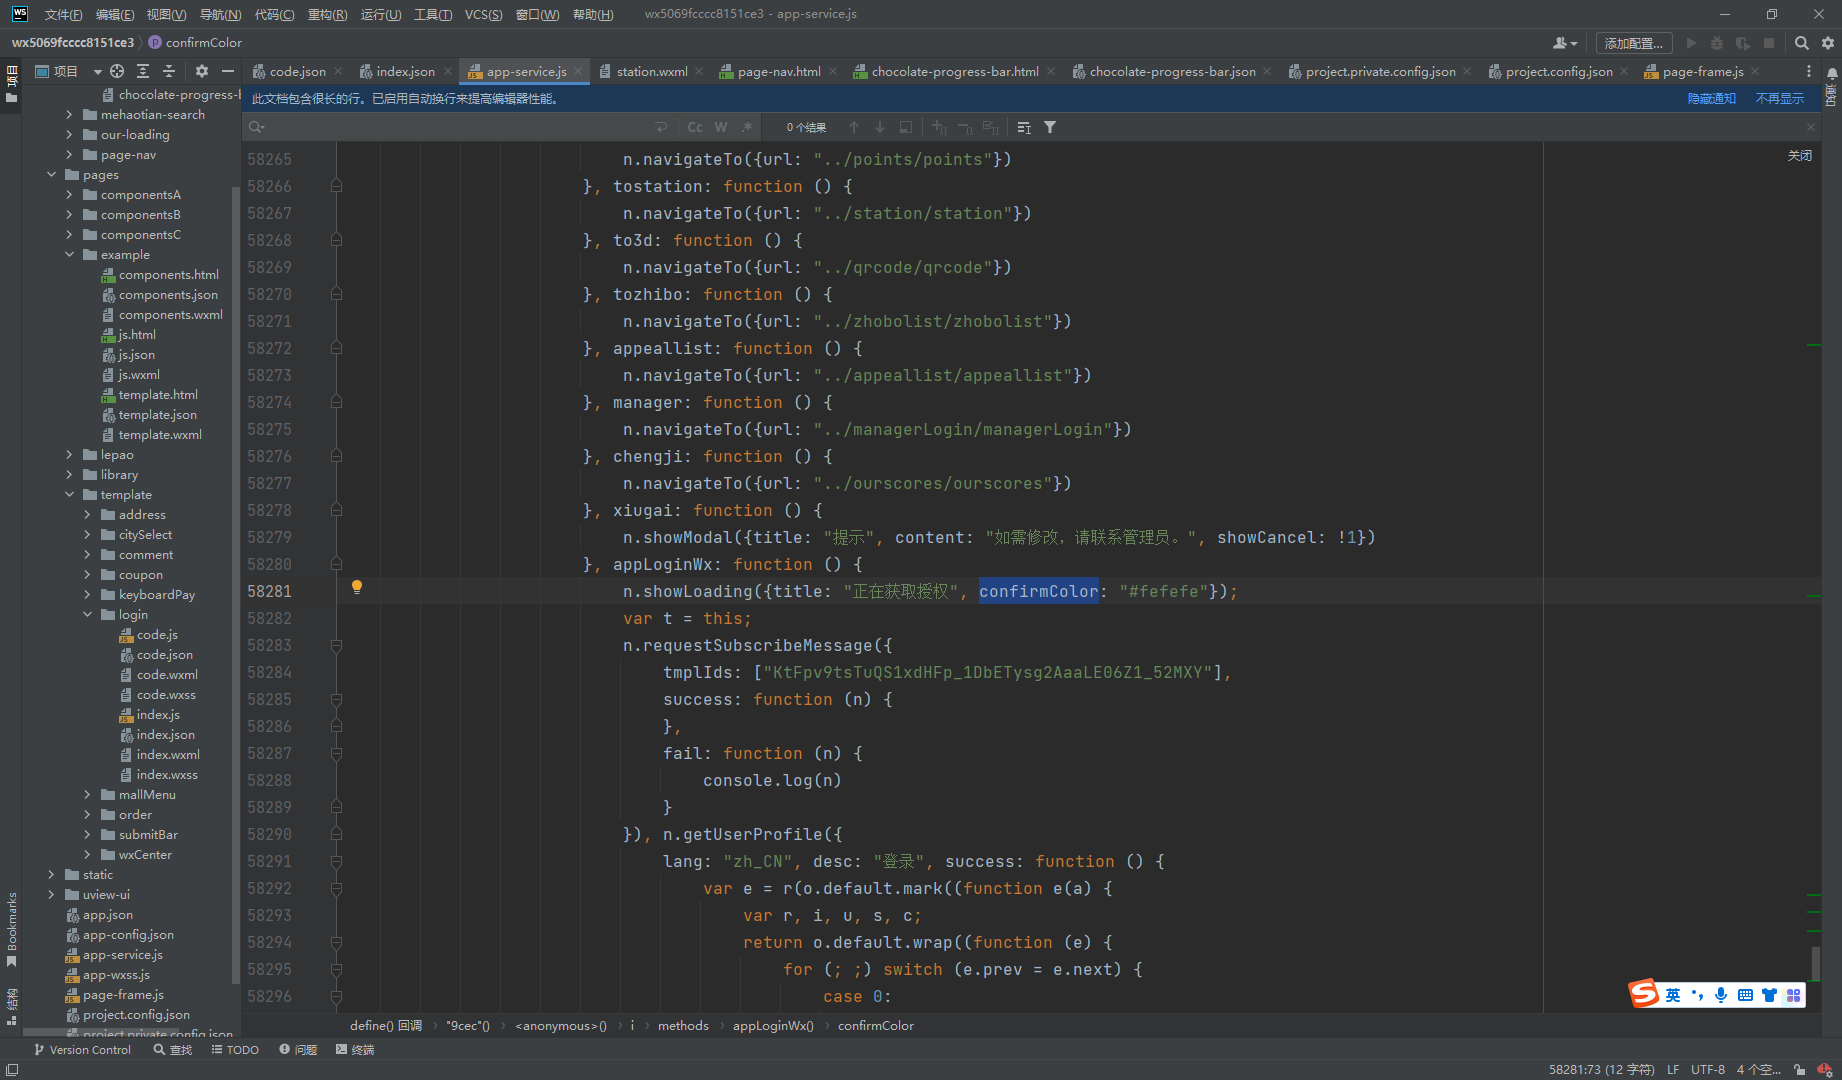 WS 文件(F) 编辑(E) 视图(V) 导航(N) 代码(C) 重构(R) 运行(U) 工具(T) VCS(S) 窗口(W) 帮助(H) wx5069fcccc8151ce3 - app-service.js
wx5069fcccc8151ce3 confirmColor 添加配置...
项目 code.json index.json app-service.js station.wxml page-nav.html chocolate-progress-bar.html chocolate-progress-bar.json project.private.config.json project.config.json page-frame.js
项目
通知
此文档包含很长的行。已启用自动换行来提高编辑器性能。 隐藏通知 不再显示
Cc W .* 0 个结果
关闭
chocolate-progress-b
mehaotian-search
our-loading
page-nav
pages
componentsA
componentsB
componentsC
example
components.html
components.json
components.wxml
js.html
js.json
js.wxml
template.html
template.json
template.wxml
lepao
library
template
address
citySelect
comment
coupon
keyboardPay
login
code.js
code.json
code.wxml
code.wxss
index.js
index.json
index.wxml
index.wxss
mallMenu
order
submitBar
wxCenter
static
uview-ui
app.json
app-config.json
app-service.js
app-wxss.js
page-frame.js
project.config.json
project.private.config.json
Bookmarks
结构
58265 n.navigateTo({url: "../points/points"})
58266 }, tostation: function () {
58267 n.navigateTo({url: "../station/station"})
58268 }, to3d: function () {
58269 n.navigateTo({url: "../qrcode/qrcode"})
58270 }, tozhibo: function () {
58271 n.navigateTo({url: "../zhobolist/zhobolist"})
58272 }, appeallist: function () {
58273 n.navigateTo({url: "../appeallist/appeallist"})
58274 }, manager: function () {
58275 n.navigateTo({url: "../managerLogin/managerLogin"})
58276 }, chengji: function () {
58277 n.navigateTo({url: "../ourscores/ourscores"})
58278 }, xiugai: function () {
58279 n.showModal({title: "提示", content: "如需修改，请联系管理员。", showCancel: !1})
58280 }, appLoginWx: function () {
58281 n.showLoading({title: "正在获取授权", confirmColor: "#fefefe"});
58282 var t = this;
58283 n.requestSubscribeMessage({
58284 tmplIds: ["KtFpv9tsTuQS1xdHFp_1DbETysg2AaaLE06Z1_52MXY"],
58285 success: function (n) {
58286 },
58287 fail: function (n) {
58288 console.log(n)
58289 }
58290 }), n.getUserProfile({
58291 lang: "zh_CN", desc: "登录", success: function () {
58292 var e = r(o.default.mark((function e(a) {
58293 var r, i, u, s, c;
58294 return o.default.wrap((function (e) {
58295 for (; ;) switch (e.prev = e.next) {
58296 case 0:
S 英
define() 回调 "9cec"() <anonymous>() i methods appLoginWx() confirmColor
Version Control 查找 TODO 问题 终端
58281:73 (12 字符) LF UTF-8 4 个空...